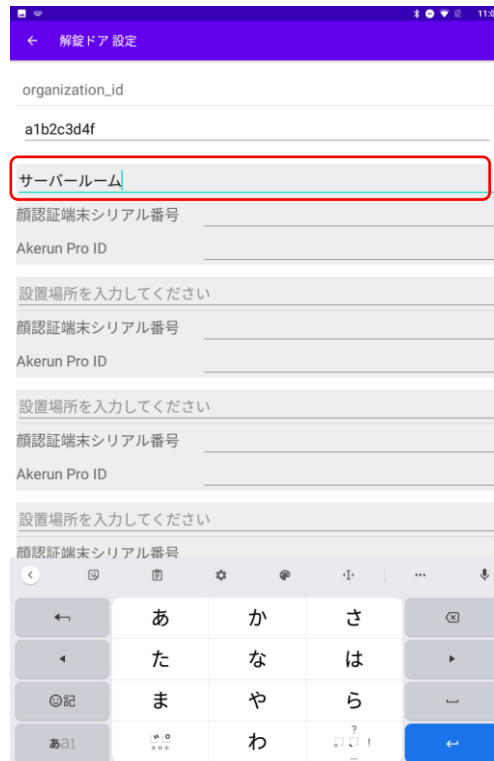 11:0
解錠ドア 設定
organization_id
a1b2c3d4f
サーバールーム
顔認証端末シリアル番号
Akerun Pro ID
設置場所を入力してください
顔認証端末シリアル番号
Akerun Pro ID
設置場所を入力してください
顔認証端末シリアル番号
Akerun Pro ID
設置場所を入力してください
顔認証端末シリアル番号
あ か さ
た な は
記 ま や ら
あa1 わ ? !